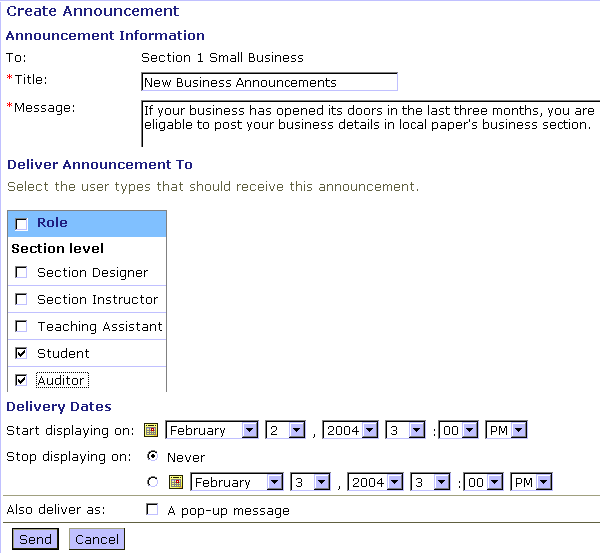 Create Announcement
Announcement Information
To: Section 1 Small Business
*Title: New Business Announcements
*Message: If your business has opened its doors in the last three months, you are
eligable to post your business details in local paper's business section.
Deliver Announcement To
Select the user types that should receive this announcement.
Role
Section level
Section Designer
Section Instructor
Teaching Assistant
Student
Auditor
Delivery Dates
Start displaying on: February 2 , 2004 3 : 00 PM
Stop displaying on: Never
February 3 , 2004 3 : 00 PM
Also deliver as: A pop-up message
Send Cancel